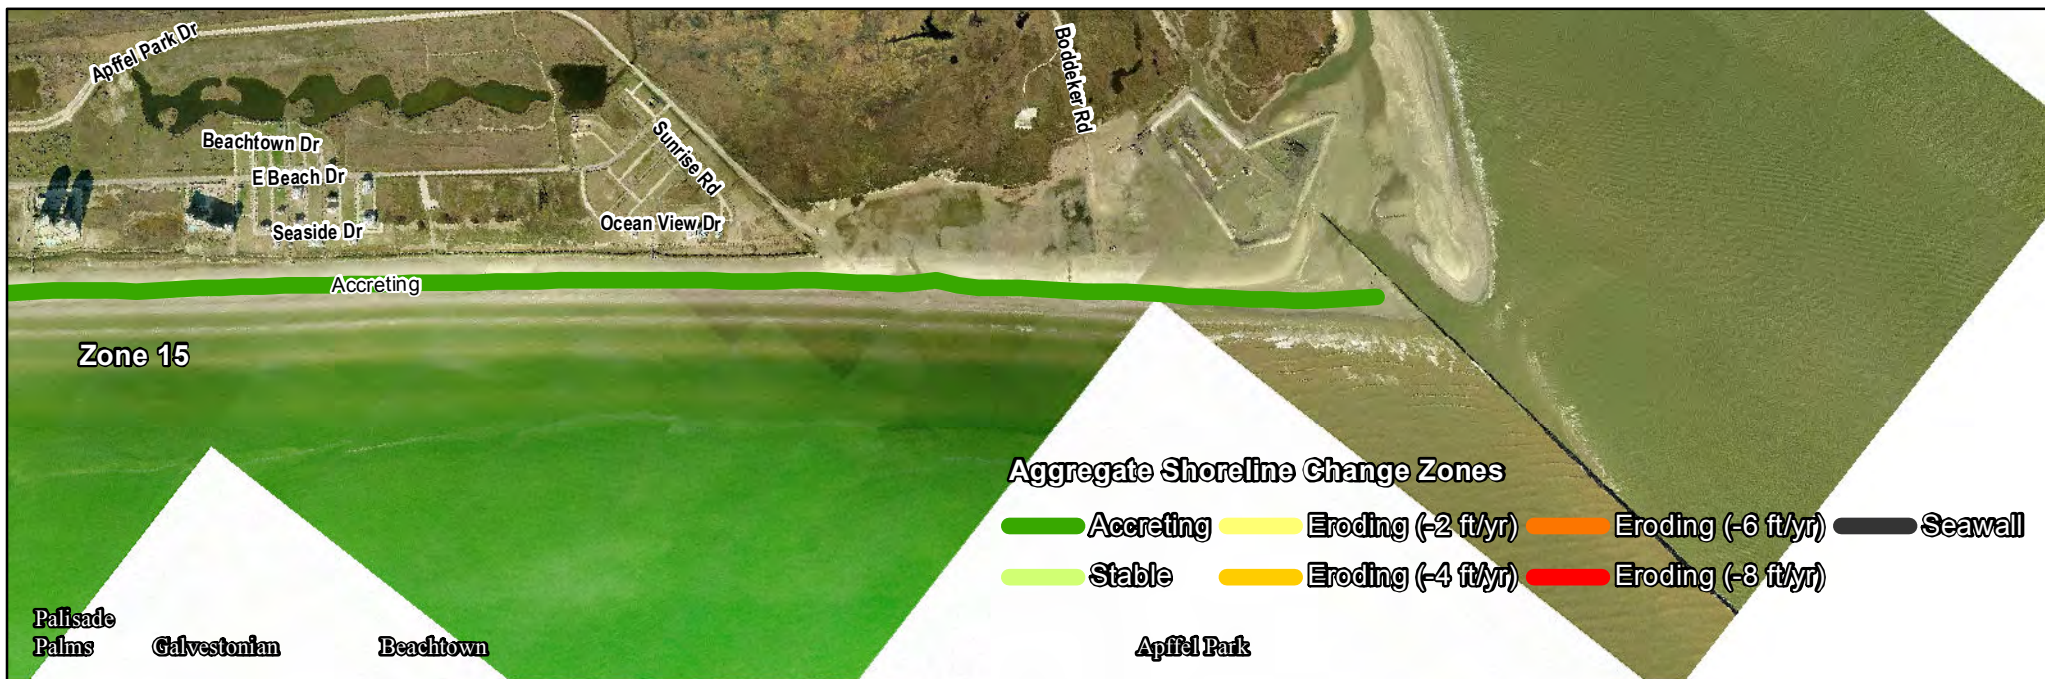 Apffel Park Dr
Boddeker Rd
Beachtown Dr
Sunrise Rd
E Beach Dr
Ocean View Dr
Seaside Dr
Accreting
Zone 15
Aggregate Shoreline Change Zones
Accreting Eroding (-2 ft/yr) Eroding (-6 ft/yr) Seawall
Stable Eroding (-4 ft/yr) Eroding (-8 ft/yr)
Palisade
Palms Galvestonian Beachtown Apffel Park